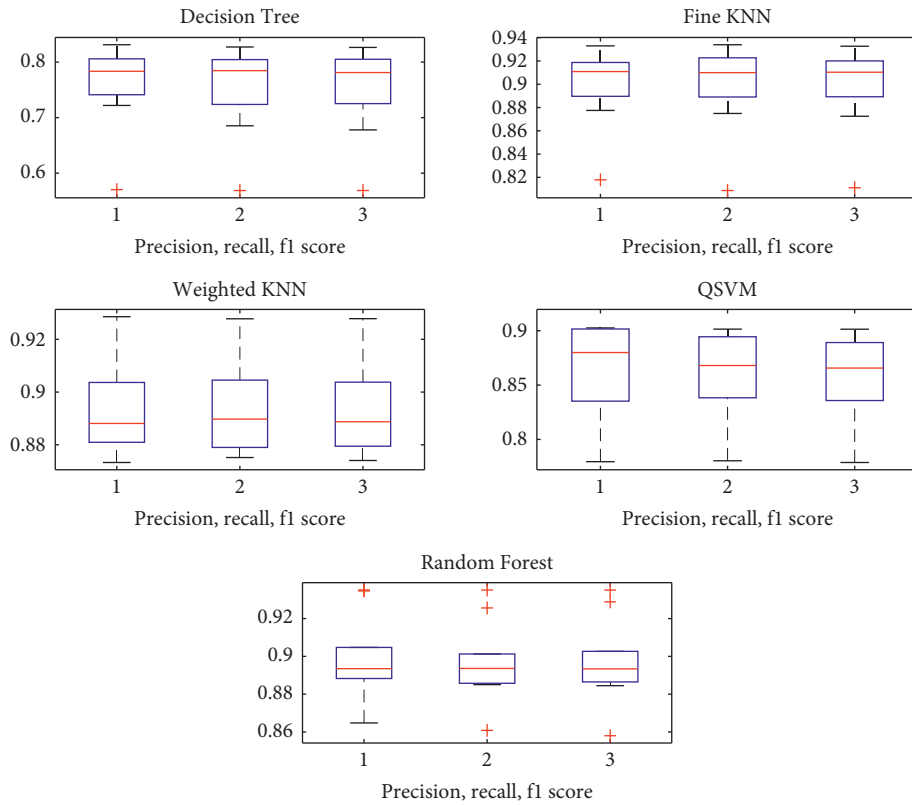 Decision Tree
0.8
0.7
0.6
1 2 3
Precision, recall, f1 score
Fine KNN
0.94
0.92
0.9
0.88
0.86
0.84
0.82
1 2 3
Precision, recall, f1 score
Weighted KNN
0.92
0.9
0.88
1 2 3
Precision, recall, f1 score
QSVM
0.9
0.85
0.8
1 2 3
Precision, recall, f1 score
Random Forest
0.92
0.9
0.88
0.86
1 2 3
Precision, recall, f1 score